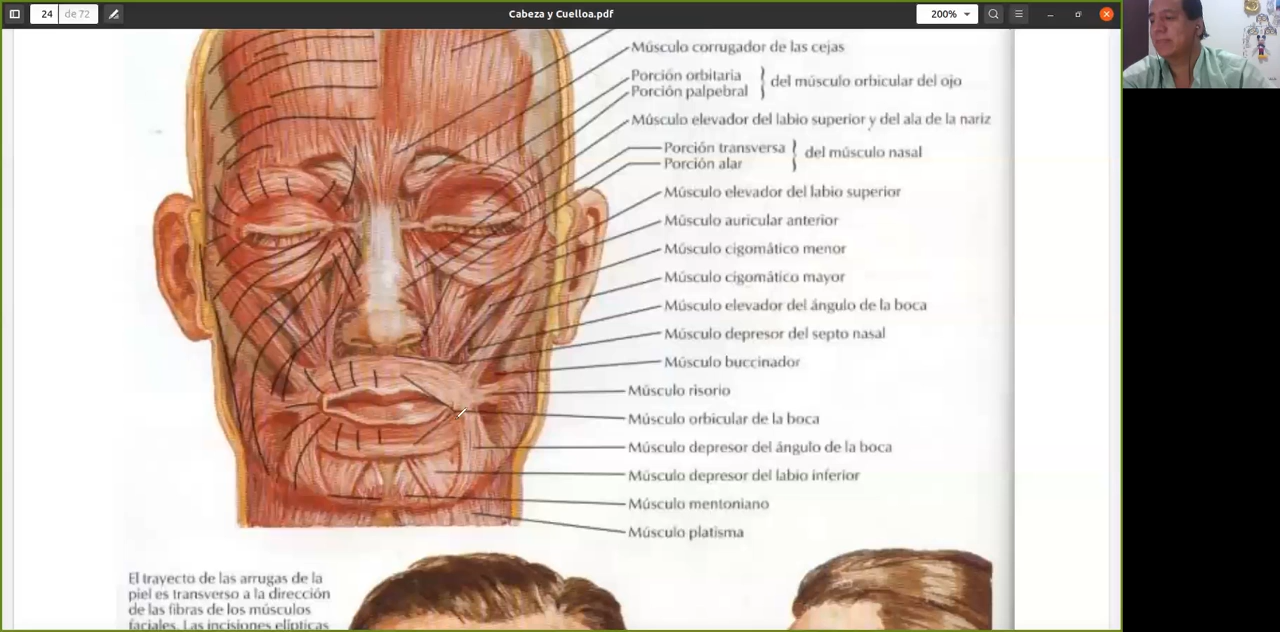 24 de 72
Cabeza y Cuelloa.pdf
200%
Músculo corrugador de las cejas
Porción orbitaria
Porción palpebral
del músculo orbicular del ojo
Músculo elevador del labio superior y del ala de la nariz
Porción transversa
Porción alar
del músculo nasal
Músculo elevador del labio superior
Músculo auricular anterior
Músculo cigomático menor
Músculo cigomático mayor
Músculo elevador del ángulo de la boca
Músculo depresor del septo nasal
Músculo buccinador
Músculo risorio
Músculo orbicular de la boca
Músculo depresor del ángulo de la boca
Músculo depresor del labio inferior
Músculo mentoniano
Músculo platisma
El trayecto de las arrugas de la
piel es transverso a la dirección
de las fibras de los músculos
faciales. Las incisiones elípticas